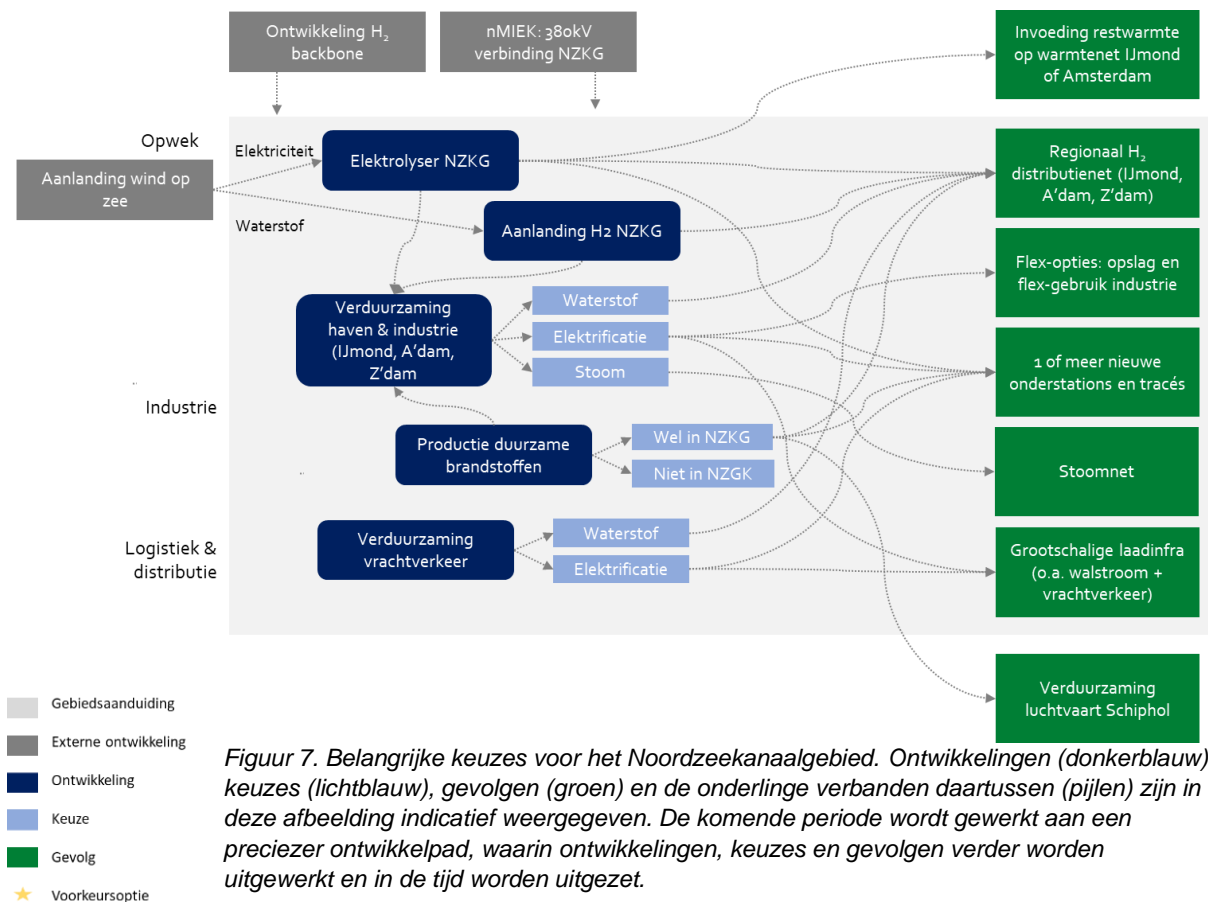 Ontwikkeling H₂
backbone
nMIEK: 380kV
verbinding NZKG
Invoeding restwarmte
op warmtenet IJmond
of Amsterdam
Opwek
Aanlanding wind op
zee
Elektriciteit
Elektrolyser NZKG
Regionaal H₂
distributienet (IJmond,
A'dam, Z'dam)
Waterstof
Aanlanding H2 NZKG
Flex-opties: opslag en
flex-gebruik industrie
Verduurzaming
haven & industrie
(IJmond, A'dam,
Z'dam
Waterstof
Elektrificatie
Stoom
1 of meer nieuwe
onderstations en tracés
Industrie
Productie duurzame
brandstoffen
Wel in NZKG
Niet in NZGK
Stoomnet
Logistiek &
distributie
Verduurzaming
vrachtverkeer
Waterstof
Elektrificatie
Grootschalige laadinfra
(o.a. walstroom +
vrachtverkeer)
Verduurzaming
luchtvaart Schiphol
Gebiedsaanduiding
Externe ontwikkeling
Ontwikkeling
Keuze
Gevolg
Voorkeursoptie
Figuur 7. Belangrijke keuzes voor het Noordzeekanaalgebied. Ontwikkelingen (donkerblauw)
keuzes (lichtblauw), gevolgen (groen) en de onderlinge verbanden daartussen (pijlen) zijn in
deze afbeelding indicatief weergegeven. De komende periode wordt gewerkt aan een
preciezer ontwikkelpad, waarin ontwikkelingen, keuzes en gevolgen verder worden
uitgewerkt en in de tijd worden uitgezet.